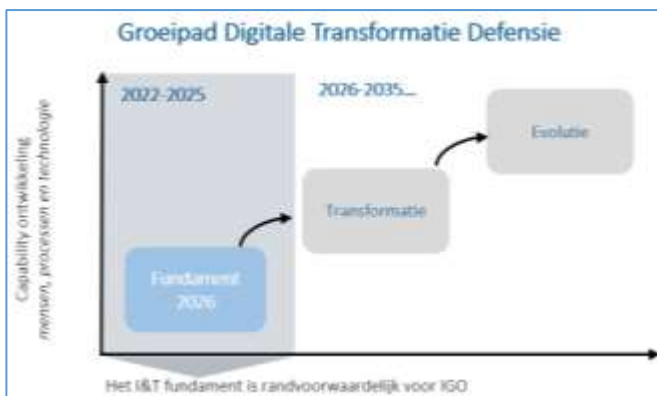 Groeipad Digitale Transformatie Defensie
2022-2025
2026-2035...
Evolutie
Transformatie
Fundament
2026
Capability ontwikkeling
mensen, processen en technologie
Het I&T fundament is randvoorwaardelijk voor IGO